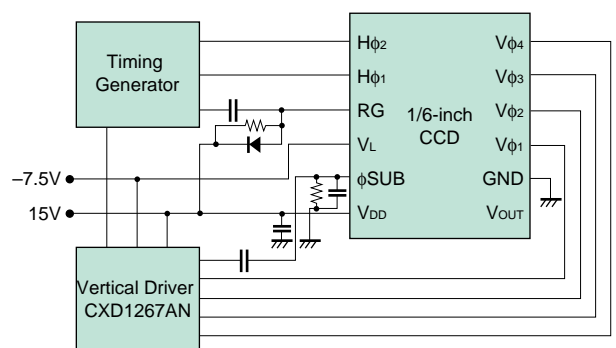 Timing
Generator
Hϕ2
Hϕ1
RG
VL
ϕSUB
VDD
1/6-inch
CCD
Vϕ4
Vϕ3
Vϕ2
Vϕ1
GND
VOUT
–7.5V
15V
Vertical Driver
CXD1267AN